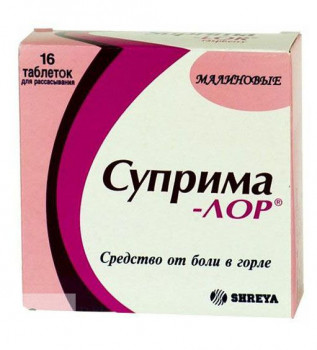 16
таблеток
для рассасывания
МАЛИНОВЫЕ
Суприма
-ЛОР®
Средство от боли в горле
SHREYA